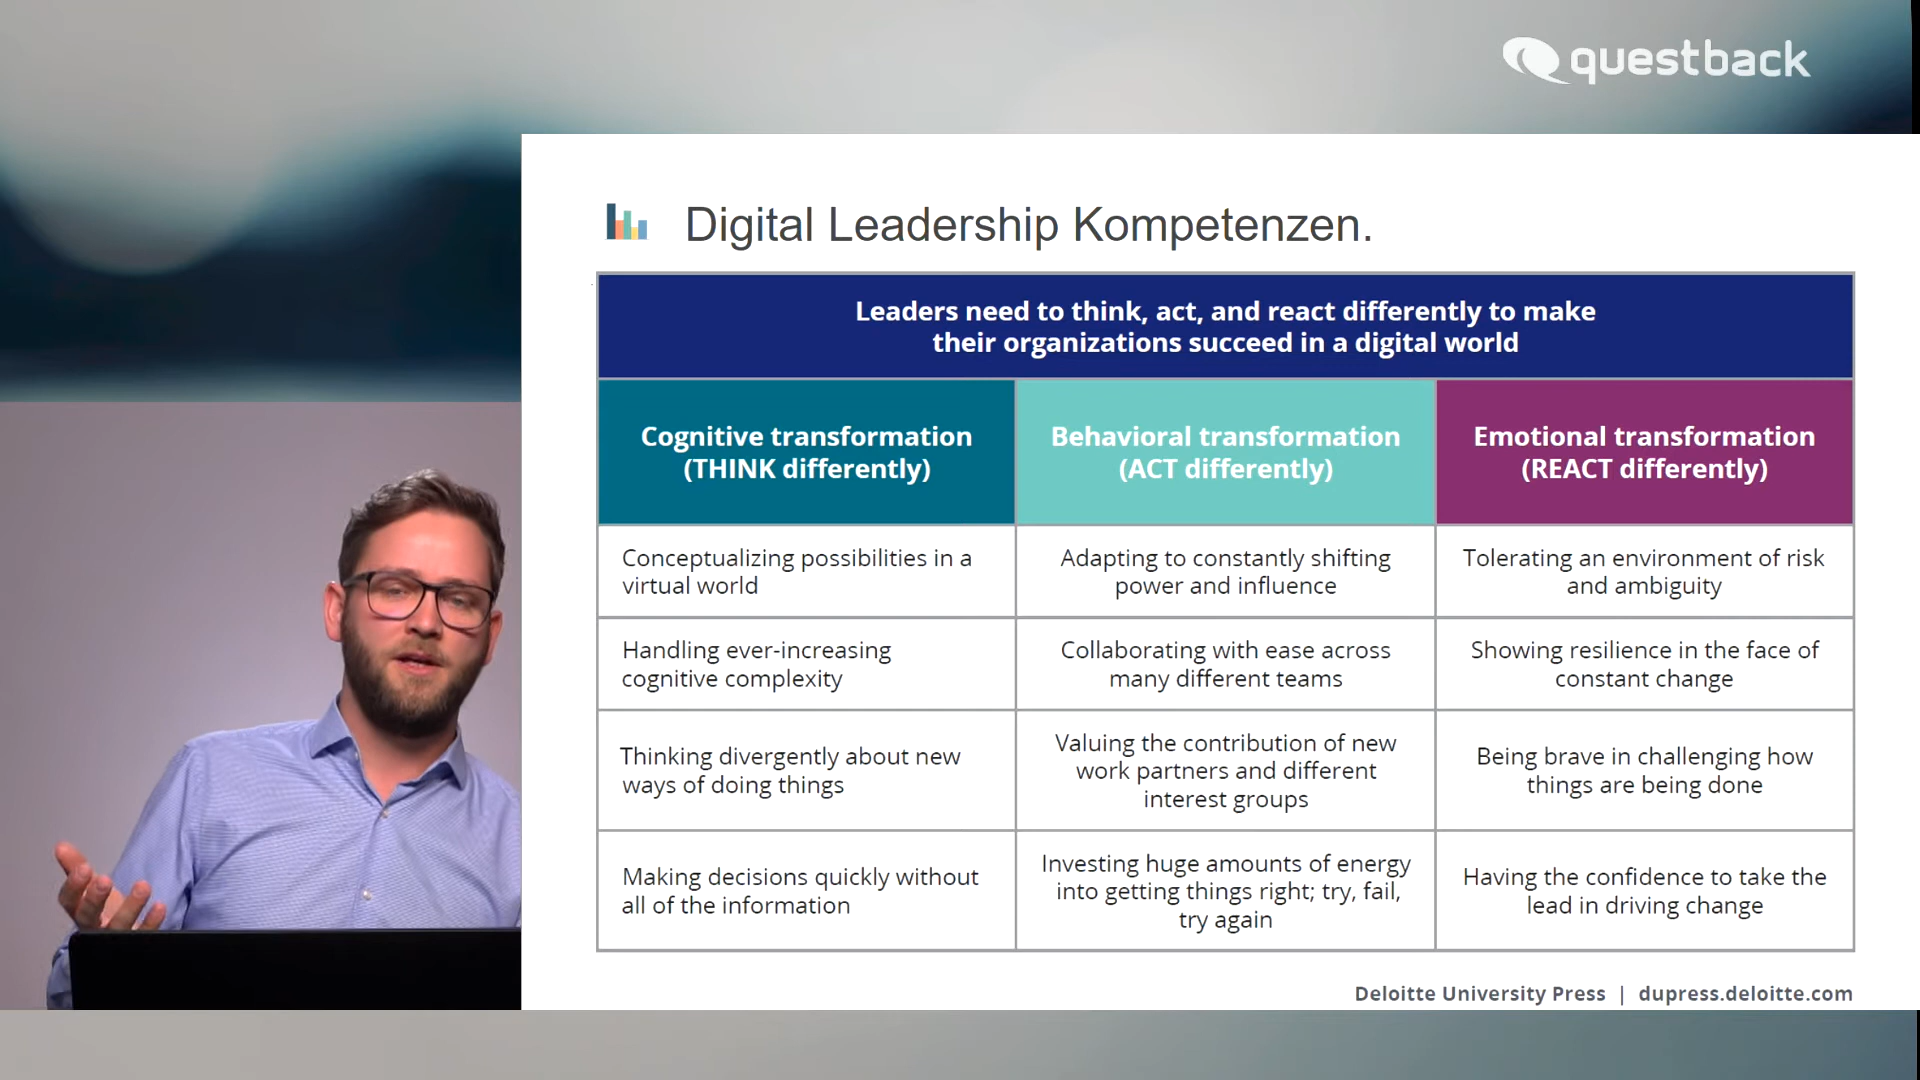 questback
Digital Leadership Kompetenzen.
Leaders need to think, act, and react differently to make
their organizations succeed in a digital world
Cognitive transformation
(THINK differently)
Behavioral transformation
(ACT differently)
Emotional transformation
(REACT differently)
Conceptualizing possibilities in a
virtual world
Adapting to constantly shifting
power and influence
Tolerating an environment of risk
and ambiguity
Handling ever-increasing
cognitive complexity
Collaborating with ease across
many different teams
Showing resilience in the face of
constant change
Thinking divergently about new
ways of doing things
Valuing the contribution of new
work partners and different
interest groups
Being brave in challenging how
things are being done
Making decisions quickly without
all of the information
Investing huge amounts of energy
into getting things right; try, fail,
try again
Having the confidence to take the
lead in driving change
Deloitte University Press | dupress.deloitte.com